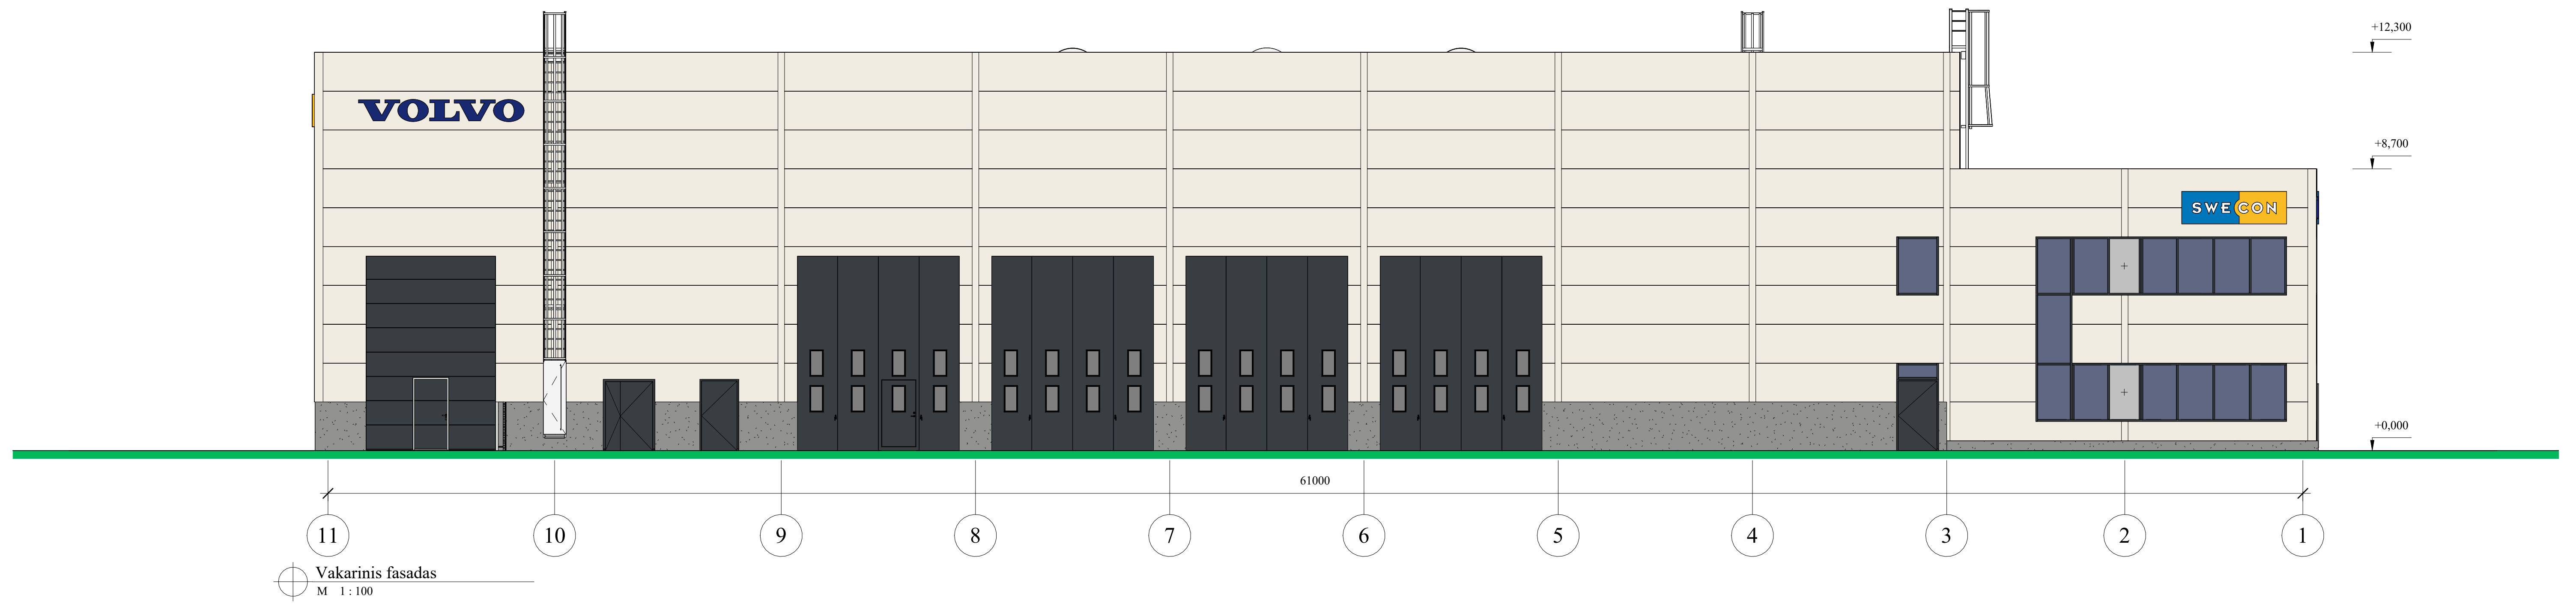 +12,300
VOLVO
+8,700
SWECON
+0,000
61000
11 10 9 8 7 6 5 4 3 2 1
Vakarinis fasadas
M 1 : 100